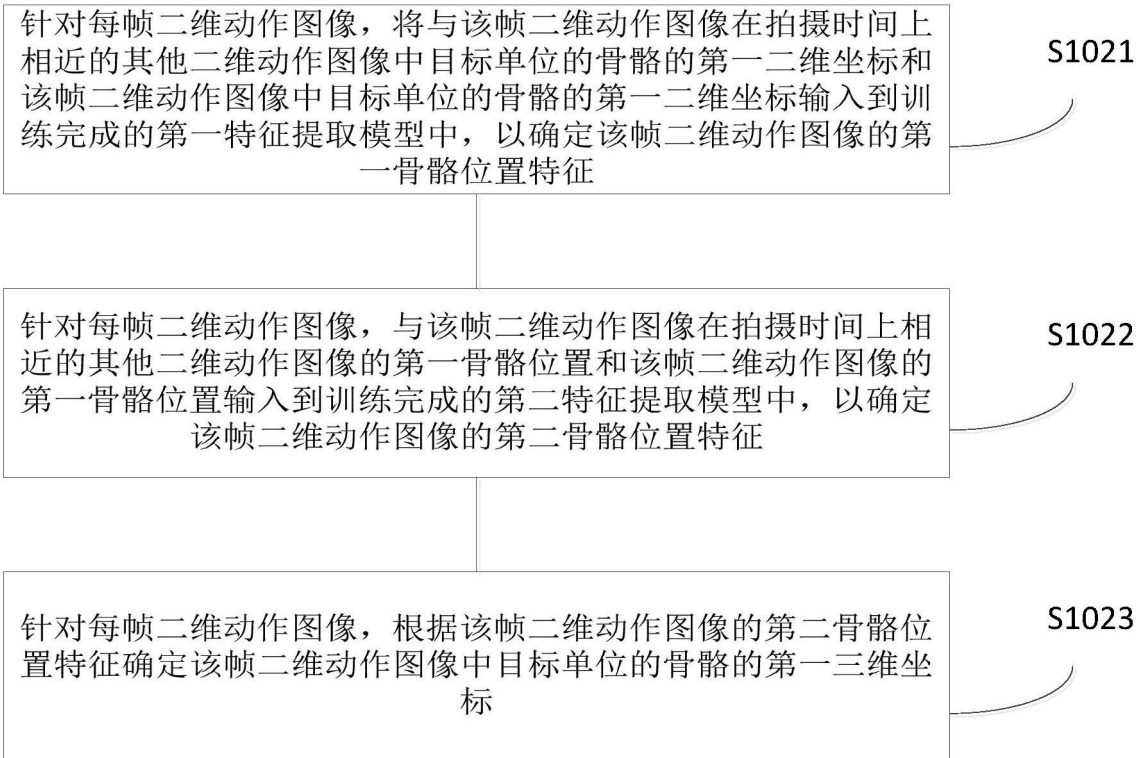 针对每帧二维动作图像，将与该帧二维动作图像在拍摄时间上
相近的其他二维动作图像中目标单位的骨骼的第一二维坐标和
该帧二维动作图像中目标单位的骨骼的第一二维坐标输入到训
练完成的第一特征提取模型中，以确定该帧二维动作图像的第
一骨骼位置特征
S1021
针对每帧二维动作图像，与该帧二维动作图像在拍摄时间上相
近的其他二维动作图像的第一骨骼位置和该帧二维动作图像的
第一骨骼位置输入到训练完成的第二特征提取模型中，以确定
该帧二维动作图像的第二骨骼位置特征
S1022
针对每帧二维动作图像，根据该帧二维动作图像的第二骨骼位
置特征确定该帧二维动作图像中目标单位的骨骼的第一三维坐
标
S1023